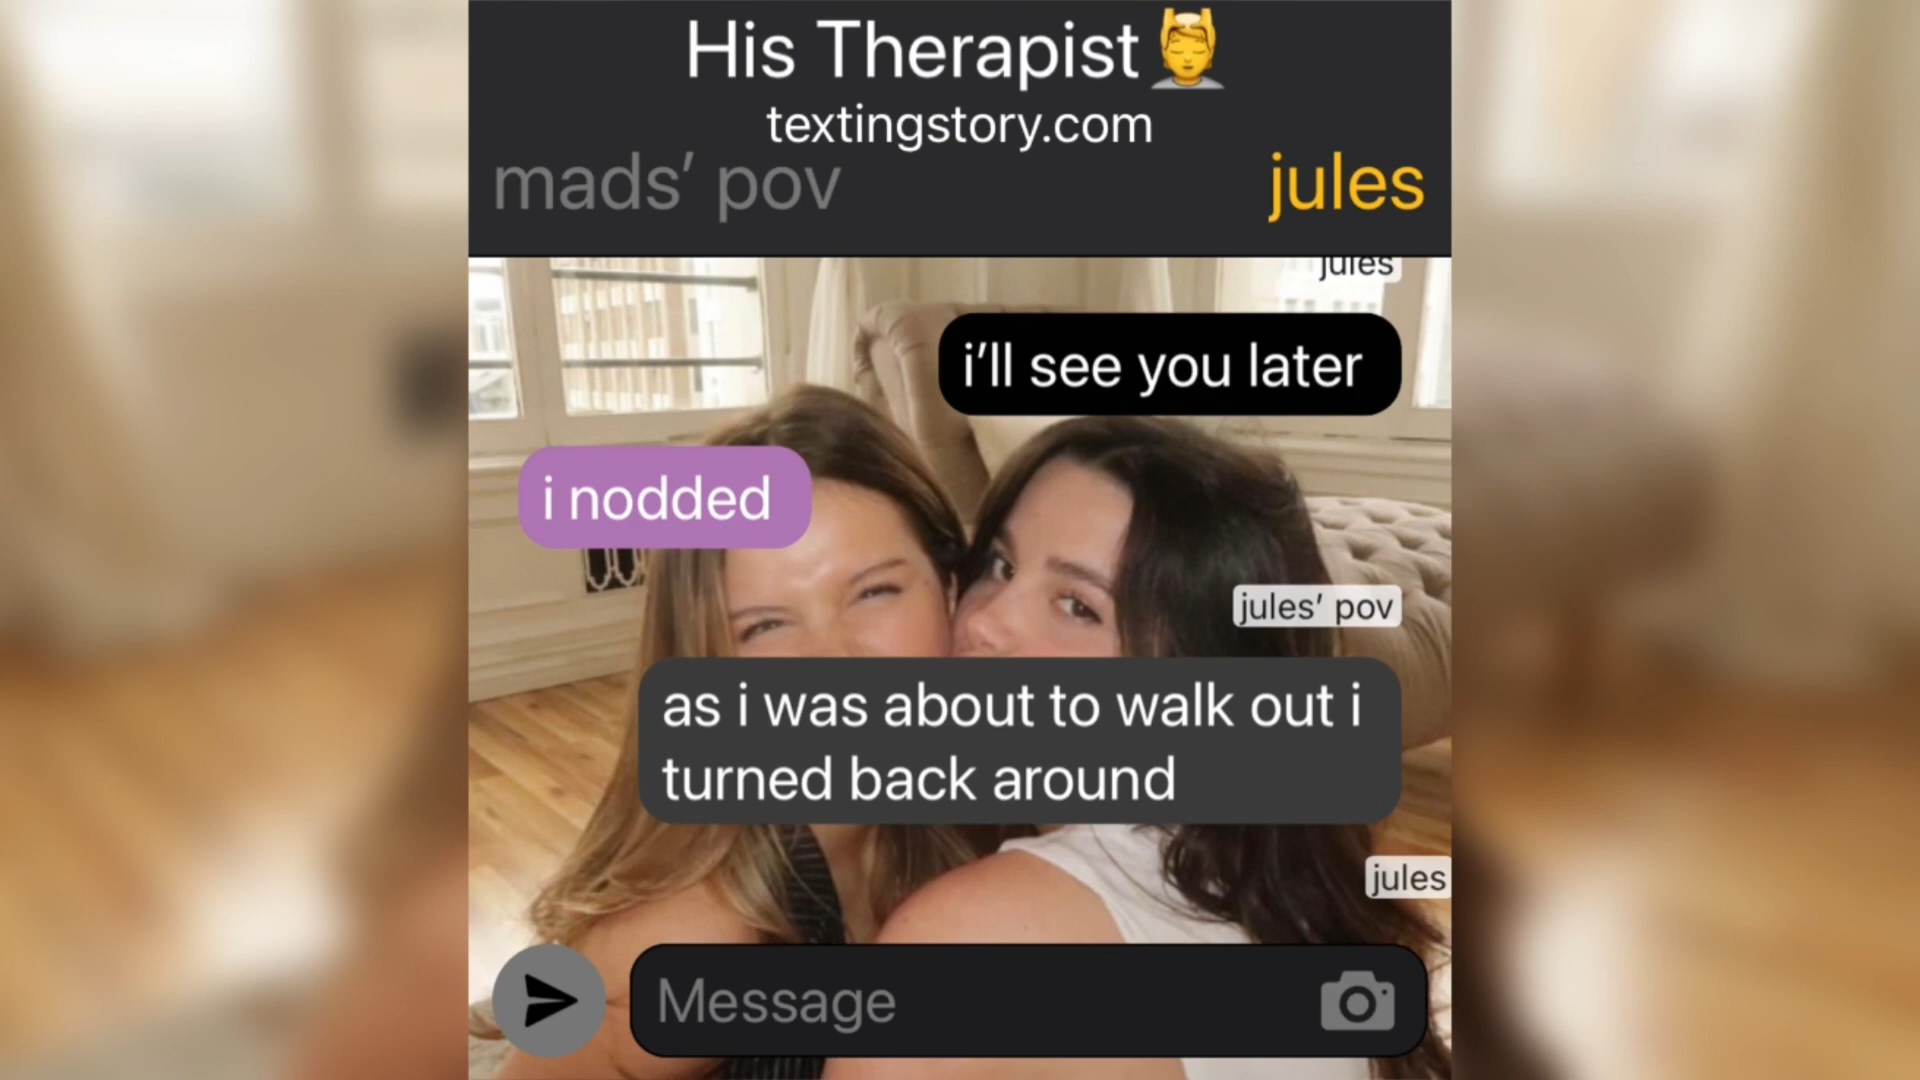 His Therapist
textingstory.com
mads’ pov
jules
jules
i’ll see you later
i nodded
jules’ pov
as i was about to walk out i
turned back around
jules
Message